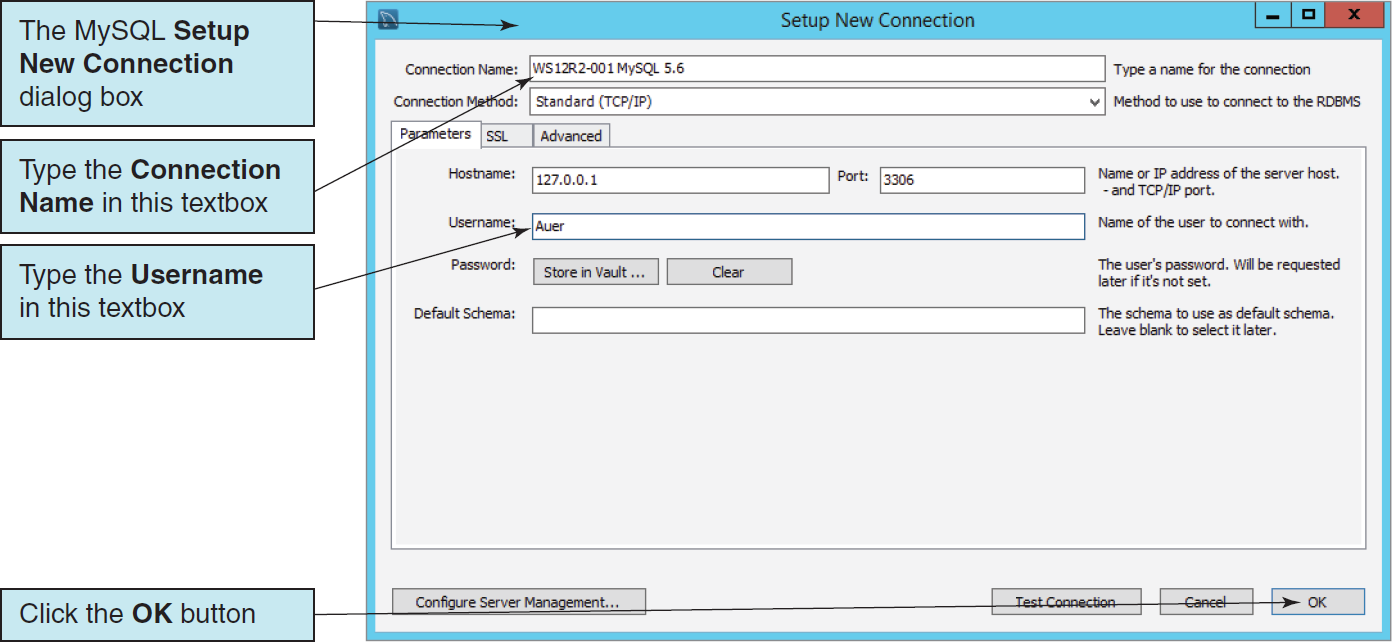 The MySQL Setup
New Connection
dialog box
Type the Connection
Name in this textbox
Type the Username
in this textbox
Click the OK button
Setup New Connection
Connection Name: WS12R2-001 MySQL 5.6 Type a name for the connection
Connection Method: Standard (TCP/IP) Method to use to connect to the RDBMS
Parameters SSL Advanced
Hostname: 127.0.0.1 Port: 3306 Name or IP address of the server host.
- and TCP/IP port.
Username: Auer Name of the user to connect with.
Password: Store in Vault ... Clear The user's password. Will be requested
later if it's not set.
Default Schema: The schema to use as default schema.
Leave blank to select it later.
Configure Server Management... Test Connection Cancel OK